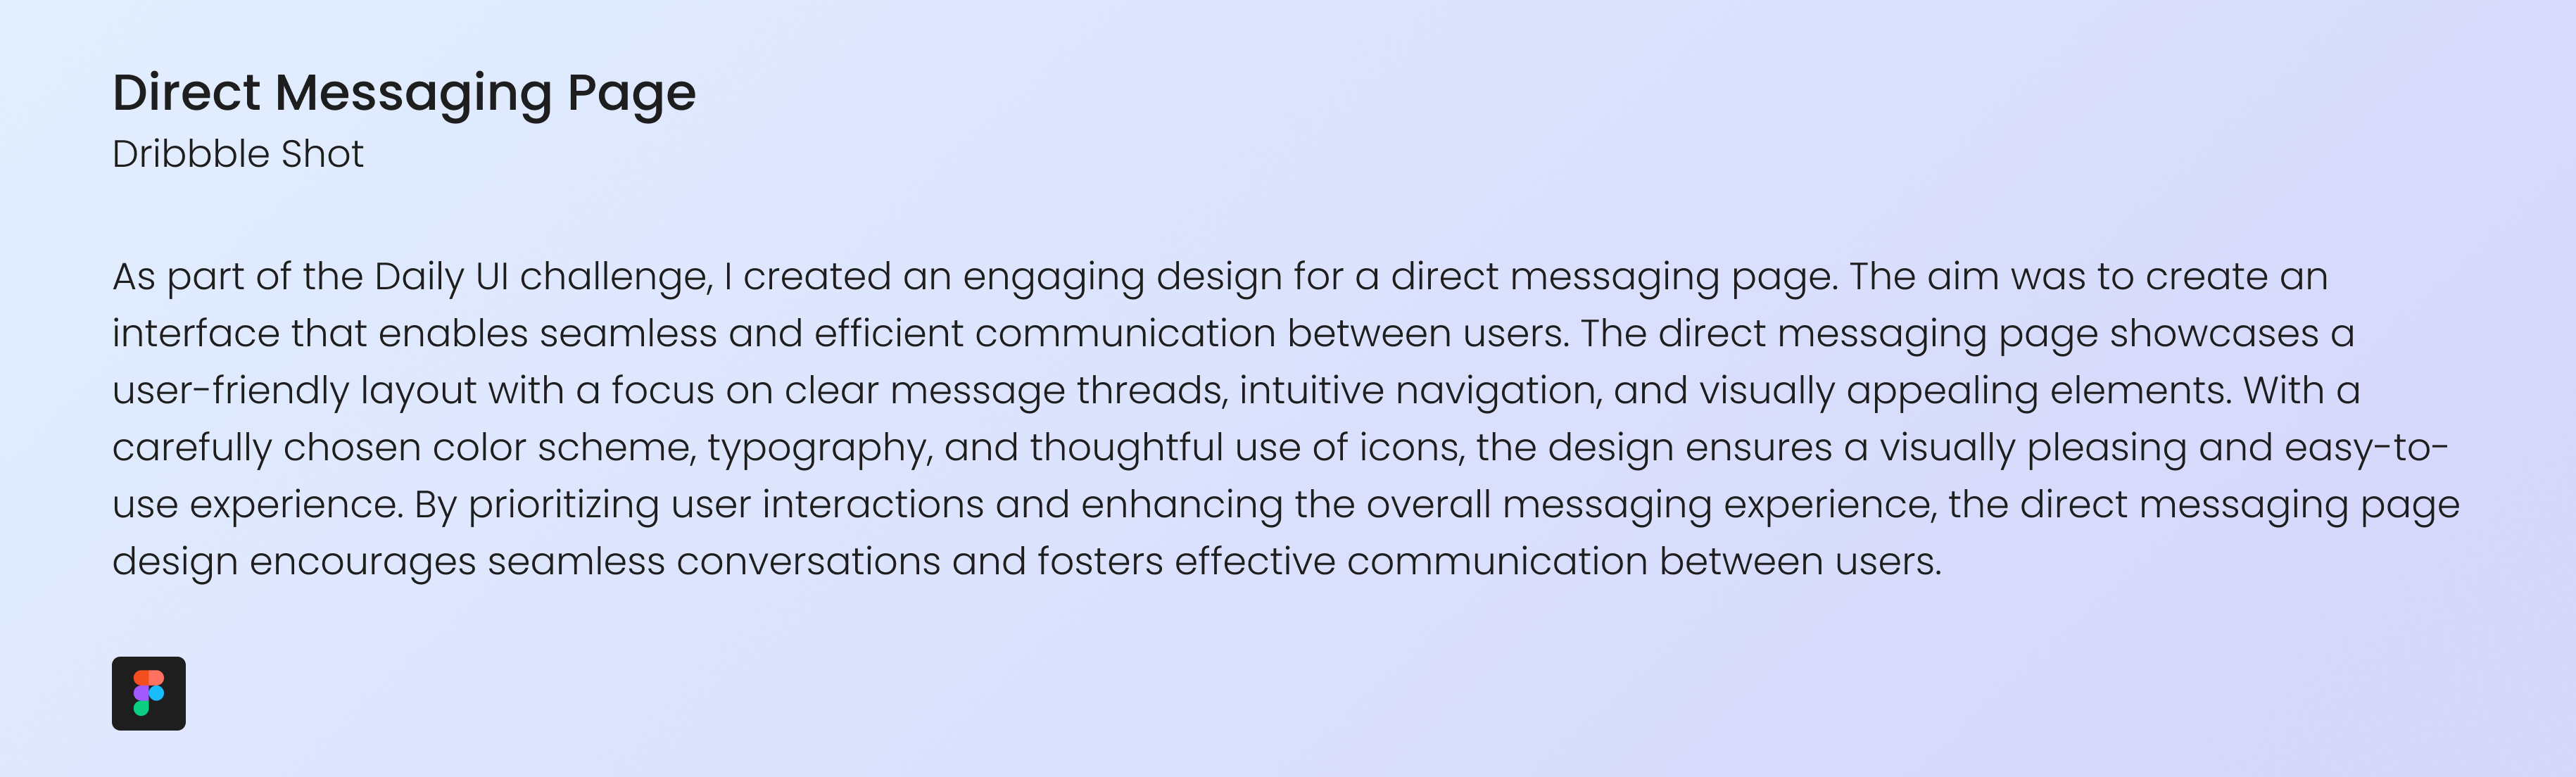 Direct Messaging Page
Dribbble Shot
As part of the Daily UI challenge, I created an engaging design for a direct messaging page. The aim was to create an
interface that enables seamless and efficient communication between users. The direct messaging page showcases a
user-friendly layout with a focus on clear message threads, intuitive navigation, and visually appealing elements. With a
carefully chosen color scheme, typography, and thoughtful use of icons, the design ensures a visually pleasing and easy-to-
use experience. By prioritizing user interactions and enhancing the overall messaging experience, the direct messaging page
design encourages seamless conversations and fosters effective communication between users.